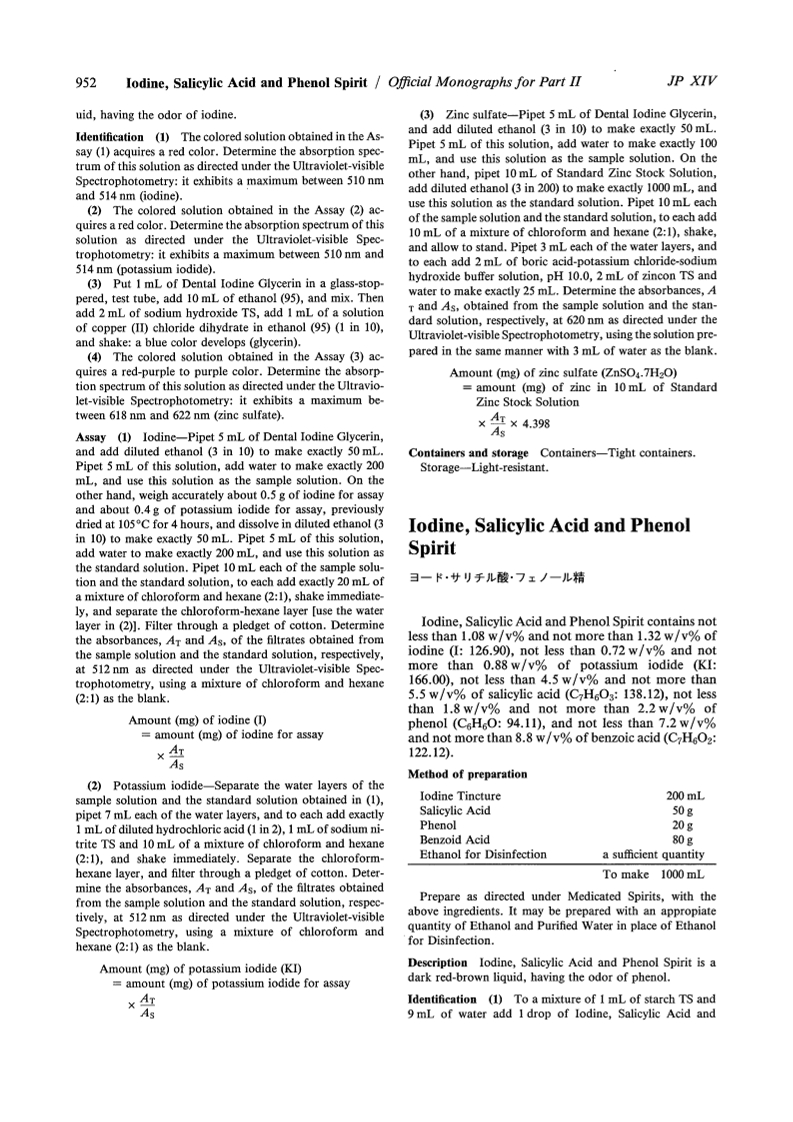 952 Iodine, Salicylic Acid and Phenol Spirit / Official Monographs for Part II JP XIV
uid, having the odor of iodine.
Identification (1) The colored solution obtained in the As-
say (1) acquires a red color. Determine the absorption spec-
trum of this solution as directed under the Ultraviolet-visible
Spectrophotometry: it exhibits a maximum between 510 nm
and 514 nm (iodine).
(2) The colored solution obtained in the Assay (2) ac-
quires a red color. Determine the absorption spectrum of this
solution as directed under the Ultraviolet-visible Spec-
trophotometry: it exhibits a maximum between 510 nm and
514 nm (potassium iodide).
(3) Put 1 mL of Dental Iodine Glycerin in a glass-stop-
pered, test tube, add 10 mL of ethanol (95), and mix. Then
add 2 mL of sodium hydroxide TS, add 1 mL of a solution
of copper (II) chloride dihydrate in ethanol (95) (1 in 10),
and shake: a blue color develops (glycerin).
(4) The colored solution obtained in the Assay (3) ac-
quires a red-purple to purple color. Determine the absorp-
tion spectrum of this solution as directed under the Ultravio-
let-visible Spectrophotometry: it exhibits a maximum be-
tween 618 nm and 622 nm (zinc sulfate).
Assay (1) Iodine—Pipet 5 mL of Dental Iodine Glycerin,
and add diluted ethanol (3 in 10) to make exactly 50 mL.
Pipet 5 mL of this solution, add water to make exactly 200
mL, and use this solution as the sample solution. On the
other hand, weigh accurately about 0.5 g of iodine for assay
and about 0.4 g of potassium iodide for assay, previously
dried at 105°C for 4 hours, and dissolve in diluted ethanol (3
in 10) to make exactly 50 mL. Pipet 5 mL of this solution,
add water to make exactly 200 mL, and use this solution as
the standard solution. Pipet 10 mL each of the sample solu-
tion and the standard solution, to each add exactly 20 mL of
a mixture of chloroform and hexane (2:1), shake immediate-
ly, and separate the chloroform-hexane layer [use the water
layer in (2)]. Filter through a pledget of cotton. Determine
the absorbances, A_T and A_S, of the filtrates obtained from
the sample solution and the standard solution, respectively,
at 512 nm as directed under the Ultraviolet-visible Spec-
trophotometry, using a mixture of chloroform and hexane
(2:1) as the blank.
Amount (mg) of iodine (I)
= amount (mg) of iodine for assay
× A_T / A_S
(2) Potassium iodide—Separate the water layers of the
sample solution and the standard solution obtained in (1),
pipet 7 mL each of the water layers, and to each add exactly
1 mL of diluted hydrochloric acid (1 in 2), 1 mL of sodium ni-
trite TS and 10 mL of a mixture of chloroform and hexane
(2:1), and shake immediately. Separate the chloroform-
hexane layer, and filter through a pledget of cotton. Deter-
mine the absorbances, A_T and A_S, of the filtrates obtained
from the sample solution and the standard solution, respec-
tively, at 512 nm as directed under the Ultraviolet-visible
Spectrophotometry, using a mixture of chloroform and
hexane (2:1) as the blank.
Amount (mg) of potassium iodide (KI)
= amount (mg) of potassium iodide for assay
× A_T / A_S
(3) Zinc sulfate—Pipet 5 mL of Dental Iodine Glycerin,
and add diluted ethanol (3 in 10) to make exactly 50 mL.
Pipet 5 mL of this solution, add water to make exactly 100
mL, and use this solution as the sample solution. On the
other hand, pipet 10 mL of Standard Zinc Stock Solution,
add diluted ethanol (3 in 200) to make exactly 1000 mL, and
use this solution as the standard solution. Pipet 10 mL each
of the sample solution and the standard solution, to each add
10 mL of a mixture of chloroform and hexane (2:1), shake,
and allow to stand. Pipet 3 mL each of the water layers, and
to each add 2 mL of boric acid-potassium chloride-sodium
hydroxide buffer solution, pH 10.0, 2 mL of zincon TS and
water to make exactly 25 mL. Determine the absorbances, A
_T and A_S, obtained from the sample solution and the stan-
dard solution, respectively, at 620 nm as directed under the
Ultraviolet-visible Spectrophotometry, using the solution pre-
pared in the same manner with 3 mL of water as the blank.
Amount (mg) of zinc sulfate (ZnSO₄.7H₂O)
= amount (mg) of zinc in 10 mL of Standard
Zinc Stock Solution
× A_T / A_S × 4.398
Containers and storage Containers—Tight containers.
Storage—Light-resistant.
Iodine, Salicylic Acid and Phenol
Spirit
ヨード·サリチル酸·フェノール精
Iodine, Salicylic Acid and Phenol Spirit contains not
less than 1.08 w/v% and not more than 1.32 w/v% of
iodine (I: 126.90), not less than 0.72 w/v% and not
more than 0.88 w/v% of potassium iodide (KI:
166.00), not less than 4.5 w/v% and not more than
5.5 w/v% of salicylic acid (C₇H₆O₃: 138.12), not less
than 1.8 w/v% and not more than 2.2 w/v% of
phenol (C₆H₆O: 94.11), and not less than 7.2 w/v%
and not more than 8.8 w/v% of benzoic acid (C₇H₆O₂:
122.12).
Method of preparation
Iodine Tincture 200 mL
Salicylic Acid 50 g
Phenol 20 g
Benzoid Acid 80 g
Ethanol for Disinfection a sufficient quantity
To make 1000 mL
Prepare as directed under Medicated Spirits, with the
above ingredients. It may be prepared with an appropiate
quantity of Ethanol and Purified Water in place of Ethanol
for Disinfection.
Description Iodine, Salicylic Acid and Phenol Spirit is a
dark red-brown liquid, having the odor of phenol.
Identification (1) To a mixture of 1 mL of starch TS and
9 mL of water add 1 drop of Iodine, Salicylic Acid and